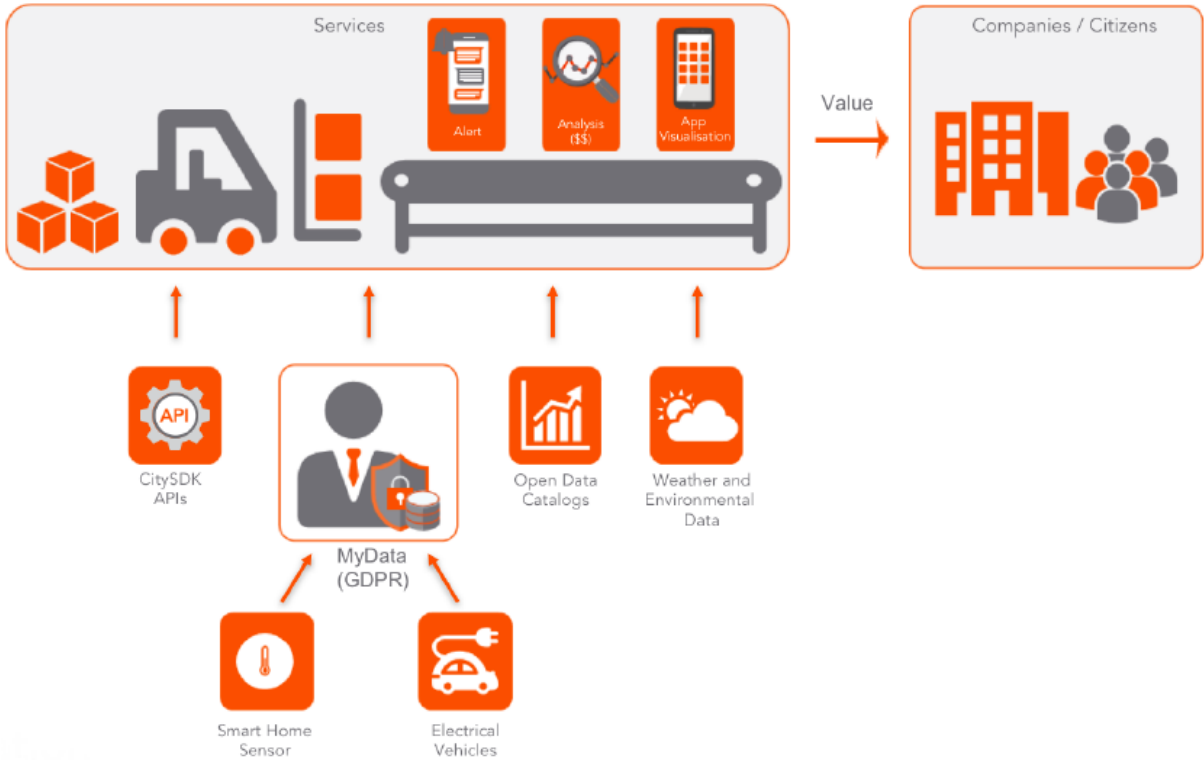 Services
Companies / Citizens
Alert
Analysis
($$)
App
Visualisation
Value
API
CitySDK
APIs
MyData
(GDPR)
Open Data
Catalogs
Weather and
Environmental
Data
Smart Home
Sensor
Electrical
Vehicles